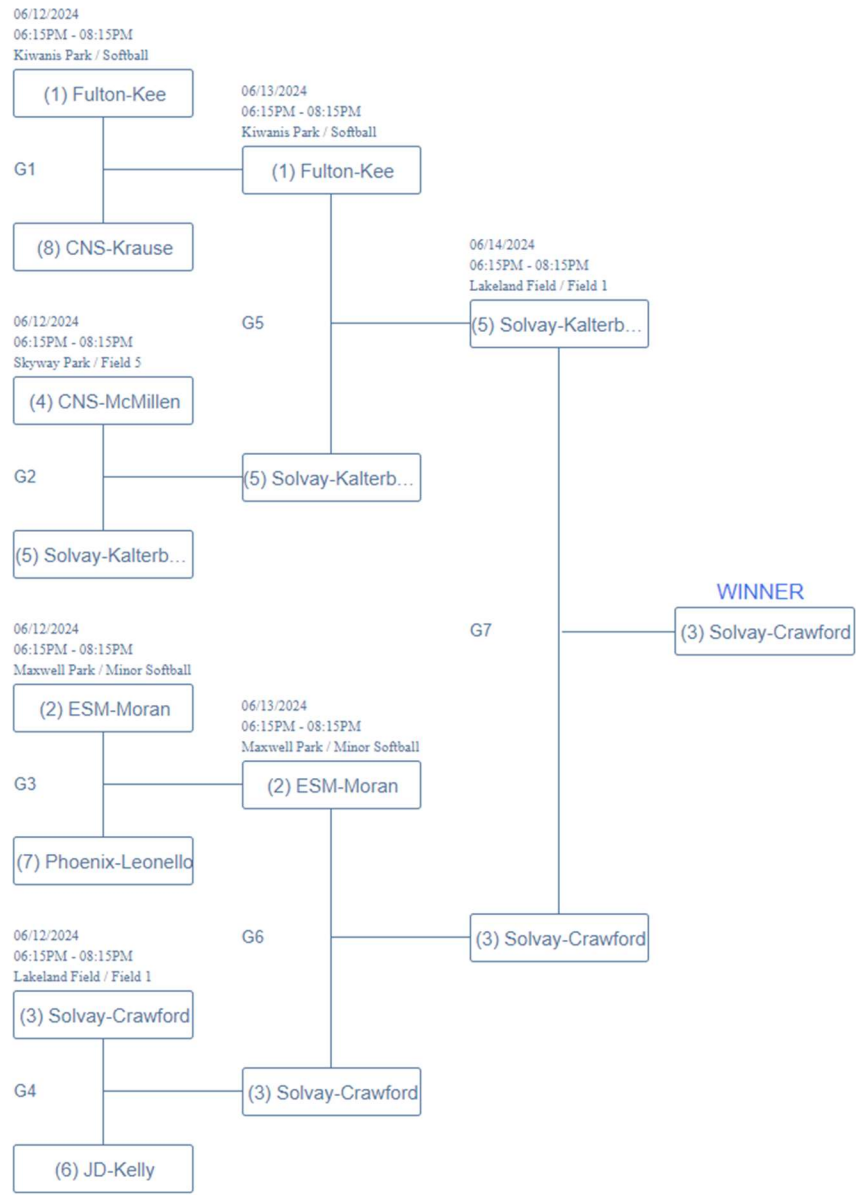 06/12/2024
06:15PM - 08:15PM
Kiwanis Park / Softball
(1) Fulton-Kee
G1
(8) CNS-Krause
06/12/2024
06:15PM - 08:15PM
Skyway Park / Field 5
(4) CNS-McMillen
G2
(5) Solvay-Kalterb...
06/12/2024
06:15PM - 08:15PM
Maxwell Park / Minor Softball
(2) ESM-Moran
G3
(7) Phoenix-Leonello
06/12/2024
06:15PM - 08:15PM
Lakeland Field / Field 1
(3) Solvay-Crawford
G4
(6) JD-Kelly
06/13/2024
06:15PM - 08:15PM
Kiwanis Park / Softball
(1) Fulton-Kee
G5
(5) Solvay-Kalterb...
06/13/2024
06:15PM - 08:15PM
Maxwell Park / Minor Softball
(2) ESM-Moran
G6
(3) Solvay-Crawford
06/14/2024
06:15PM - 08:15PM
Lakeland Field / Field 1
(5) Solvay-Kalterb...
G7
(3) Solvay-Crawford
WINNER
(3) Solvay-Crawford